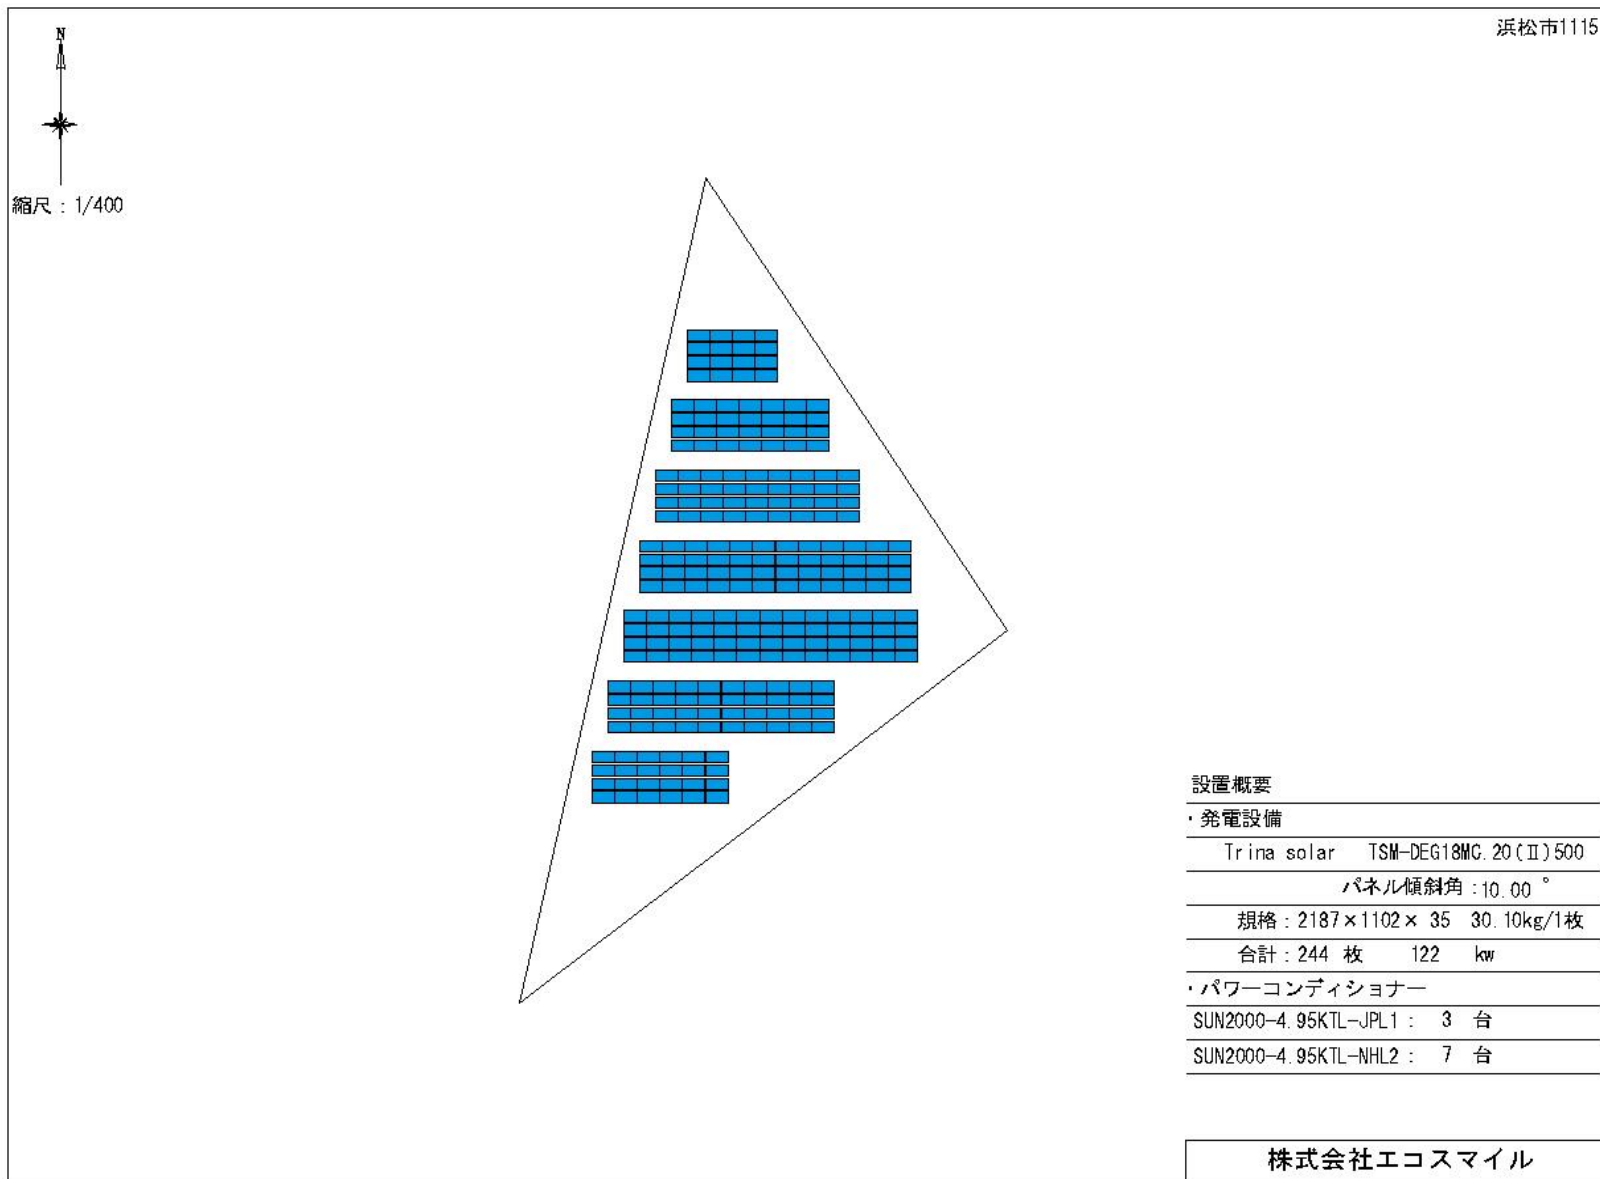 浜松市1115
N
縮尺：1/400
設置概要
・発電設備
Trina solar TSM-DEG18MC.20(Ⅱ)500
パネル傾斜角：10.00 °
規格：2187×1102× 35 30.10kg/1枚
合計：244 枚 122 kw
・パワーコンディショナー
SUN2000-4.95KTL-JPL1： 3 台
SUN2000-4.95KTL-NHL2： 7 台
株式会社エコスマイル